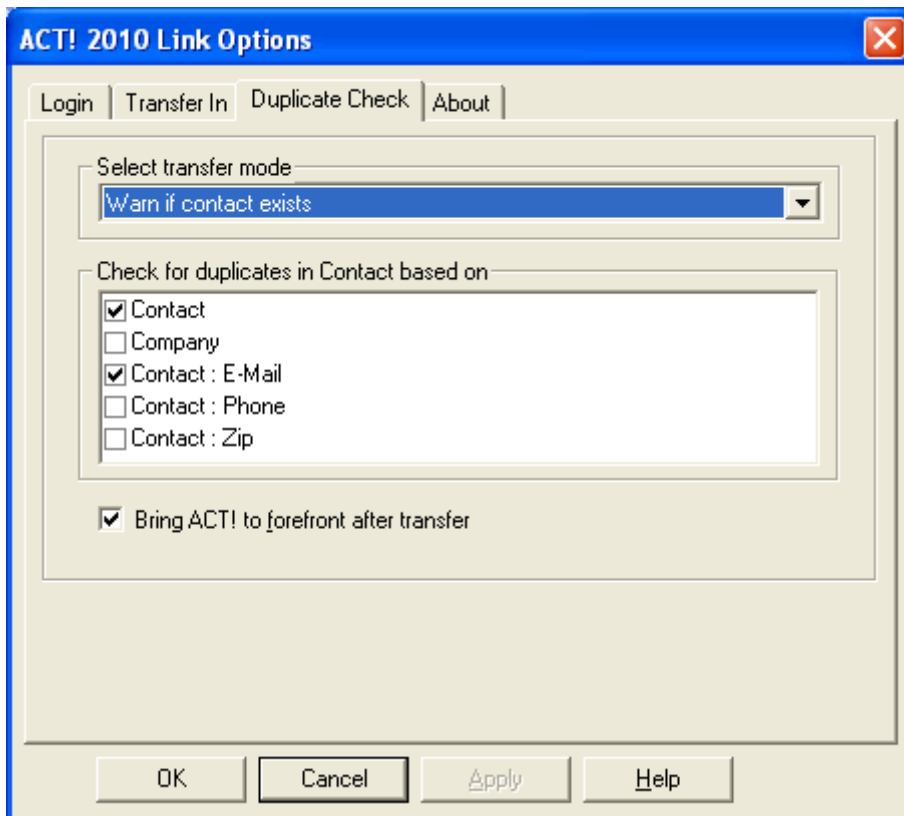 ACT! 2010 Link Options
Login Transfer In Duplicate Check About
Select transfer mode
Warn if contact exists
Check for duplicates in Contact based on
Contact
Company
Contact : E-Mail
Contact : Phone
Contact : Zip
Bring ACT! to forefront after transfer
OK Cancel Apply Help